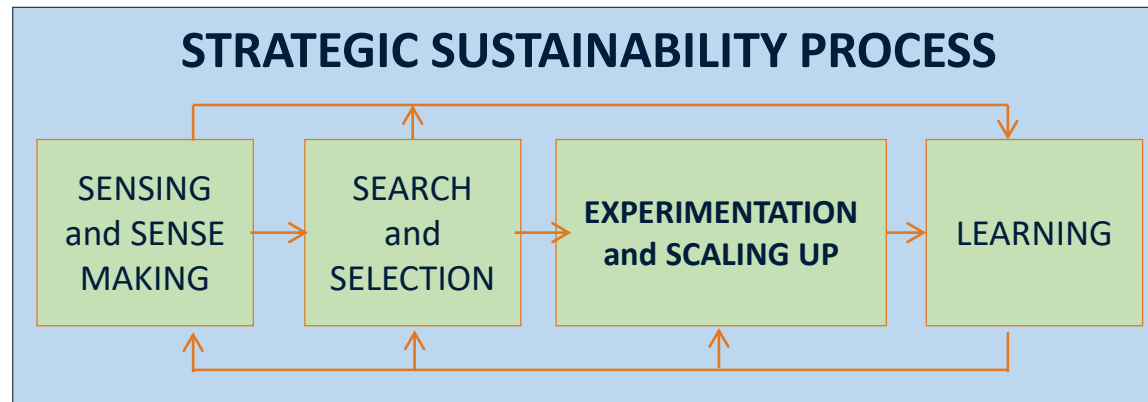 STRATEGIC SUSTAINABILITY PROCESS
SENSING
and SENSE
MAKING
SEARCH
and
SELECTION
EXPERIMENTATION
and SCALING UP
LEARNING